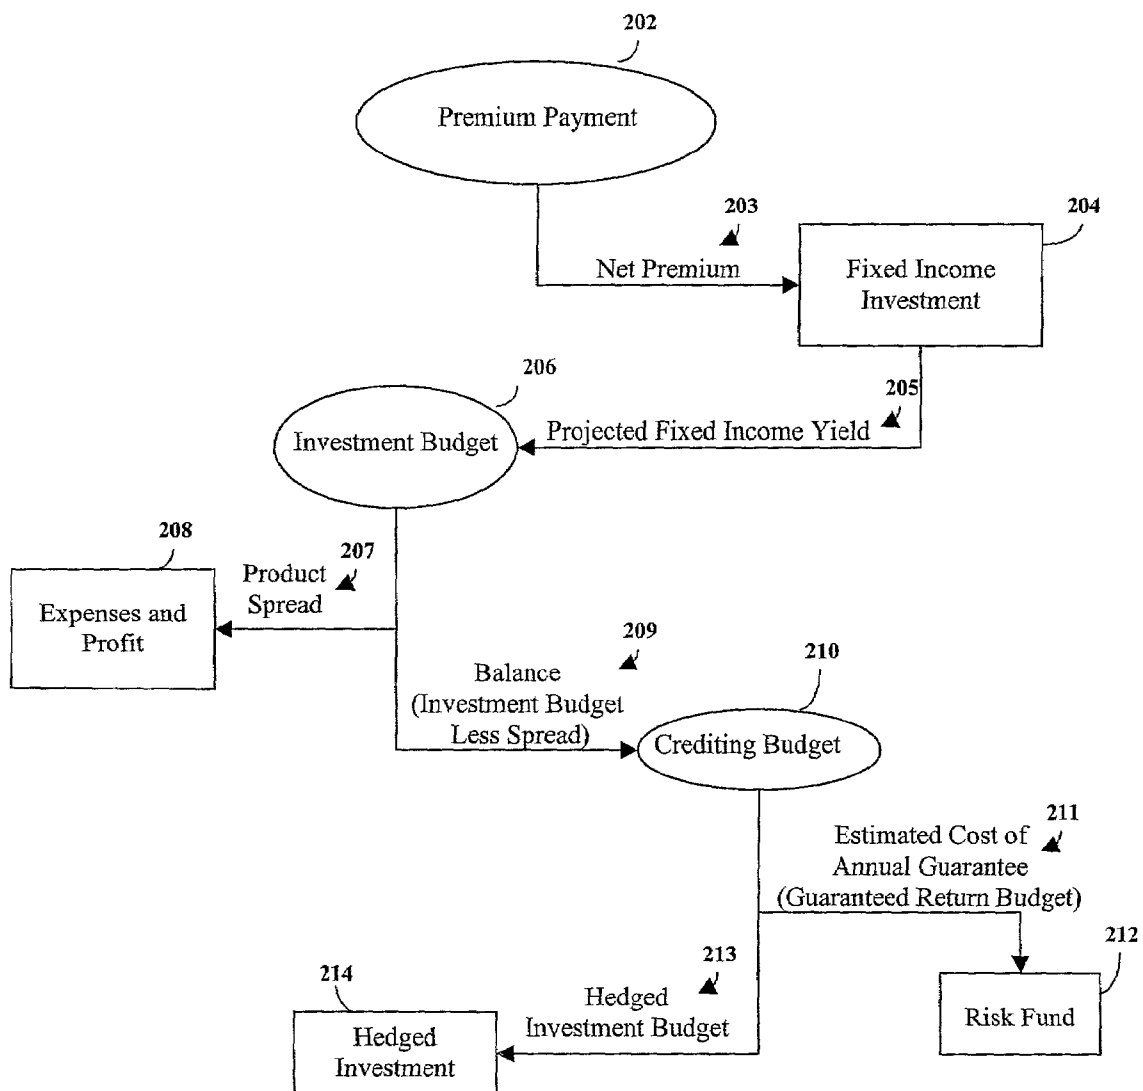 202
Premium Payment
203
Net Premium
204
Fixed Income
Investment
206
Investment Budget
205
Projected Fixed Income Yield
208
Expenses and
Profit
207
Product
Spread
209
Balance
(Investment Budget
Less Spread)
210
Crediting Budget
211
Estimated Cost of
Annual Guarantee
(Guaranteed Return Budget)
212
Risk Fund
213
Hedged
Investment Budget
214
Hedged
Investment